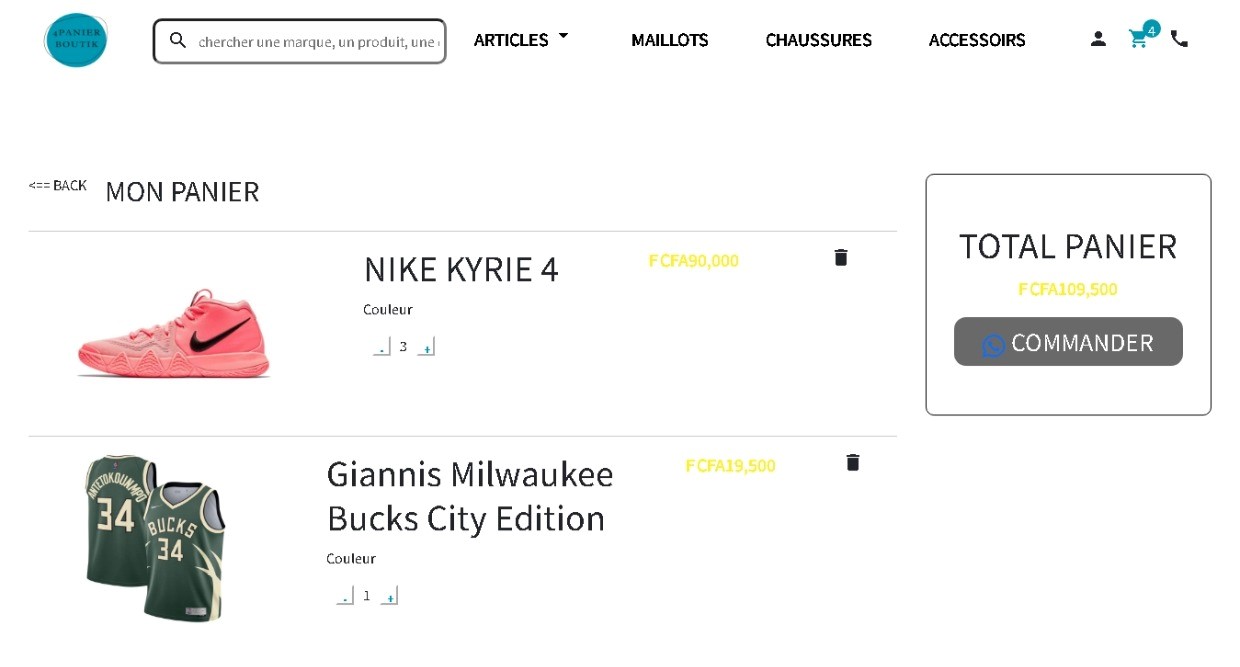 4PANIER
BOUTIK
chercher une marque, un produit, une
ARTICLES
MAILLOTS
CHAUSSURES
ACCESSOIRS
4
<== BACK
MON PANIER
NIKE KYRIE 4
FCFA90,000
Couleur
- 3 +
TOTAL PANIER
FCFA109,500
COMMANDER
ANTETOKOUNMPO
34
BUCKS
34
Giannis Milwaukee
Bucks City Edition
FCFA19,500
Couleur
- 1 +